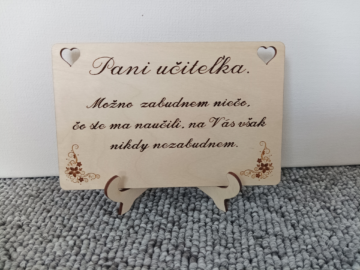 Pani učiteľka.
Možno zabudnem niečo,
čo ste ma naučili, na Vás však
nikdy nezabudnem.